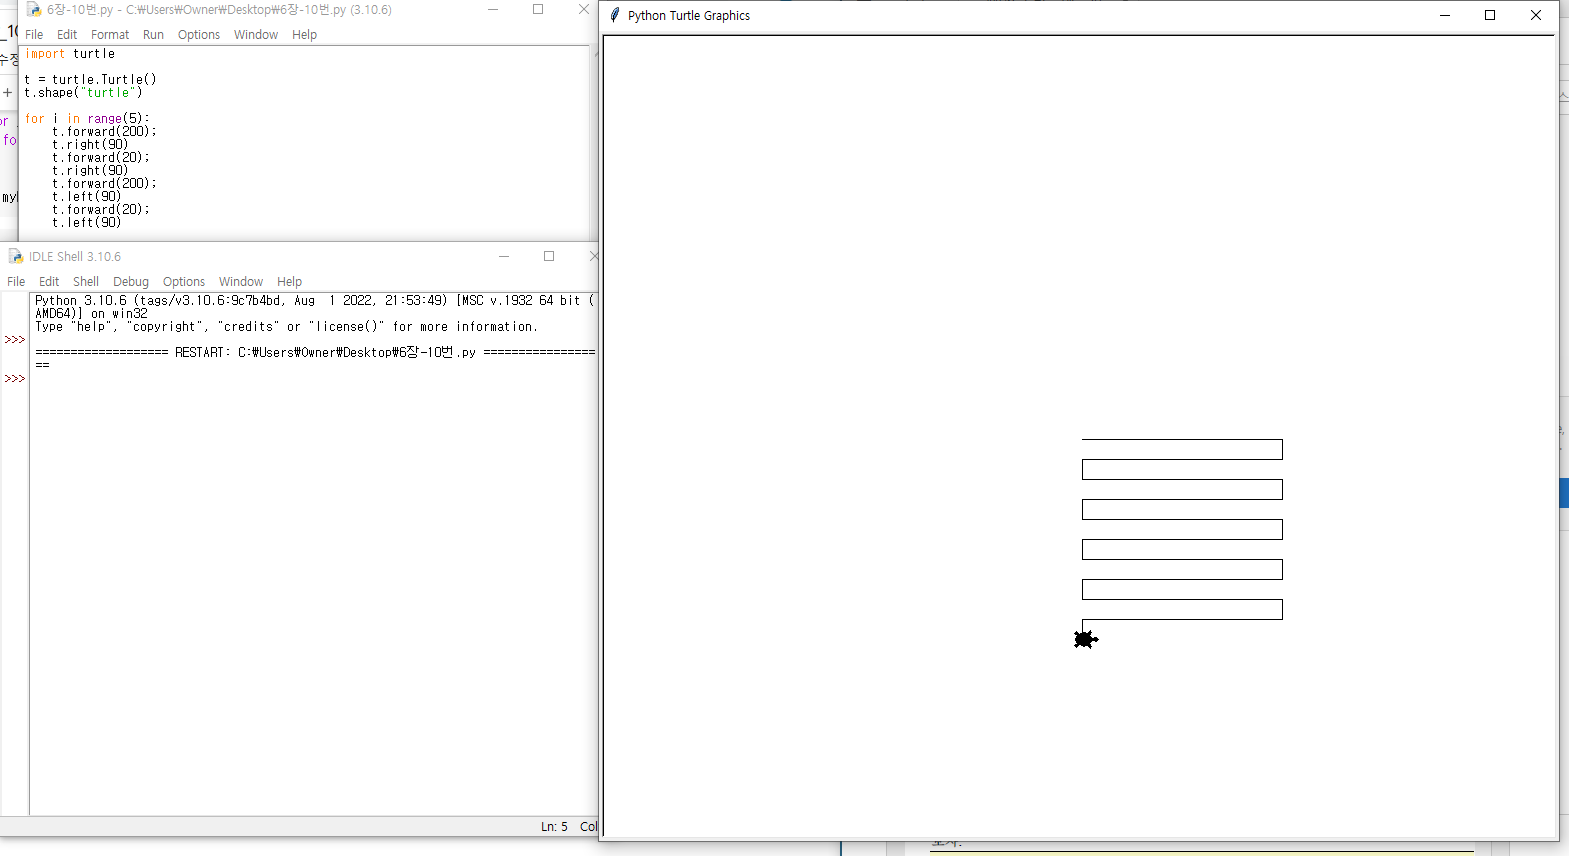 6장-10번.py - C:₩Users₩Owner₩Desktop₩6장-10번.py (3.10.6)
File Edit Format Run Options Window Help
import turtle
t = turtle.Turtle()
t.shape("turtle")
for i in range(5):
    t.forward(200);
    t.right(90)
    t.forward(20);
    t.right(90)
    t.forward(200);
    t.left(90)
    t.forward(20);
    t.left(90)
IDLE Shell 3.10.6
File Edit Shell Debug Options Window Help
Python 3.10.6 (tags/v3.10.6:9c7b4bd, Aug  1 2022, 21:53:49) [MSC v.1932 64 bit (
AMD64)] on win32
Type "help", "copyright", "credits" or "license()" for more information.
>>>
=================== RESTART: C:₩Users₩Owner₩Desktop₩6장-10번.py ================
==
>>>
Ln: 5 Col
Python Turtle Graphics